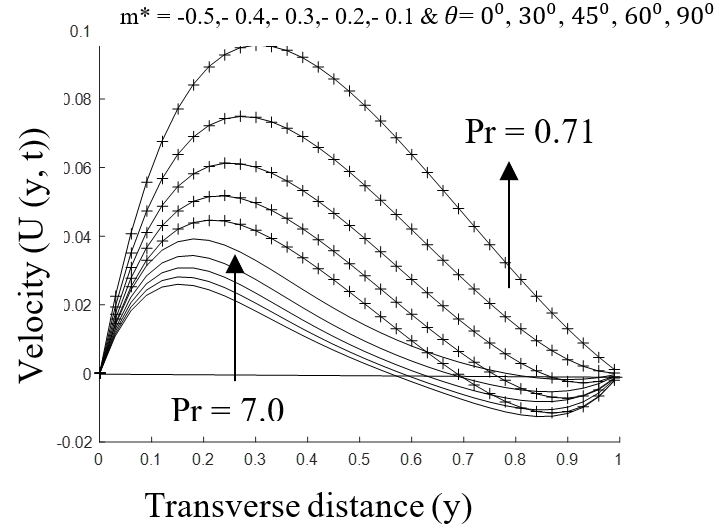 m* = -0.5,- 0.4,- 0.3,- 0.2,- 0.1 & θ= 0⁰, 30⁰, 45⁰, 60⁰, 90⁰
0.1
0.08
0.06
0.04
0.02
0
-0.02
Velocity (U (y, t))
Pr = 0.71
Pr = 7.0
0 0.1 0.2 0.3 0.4 0.5 0.6 0.7 0.8 0.9 1
Transverse distance (y)